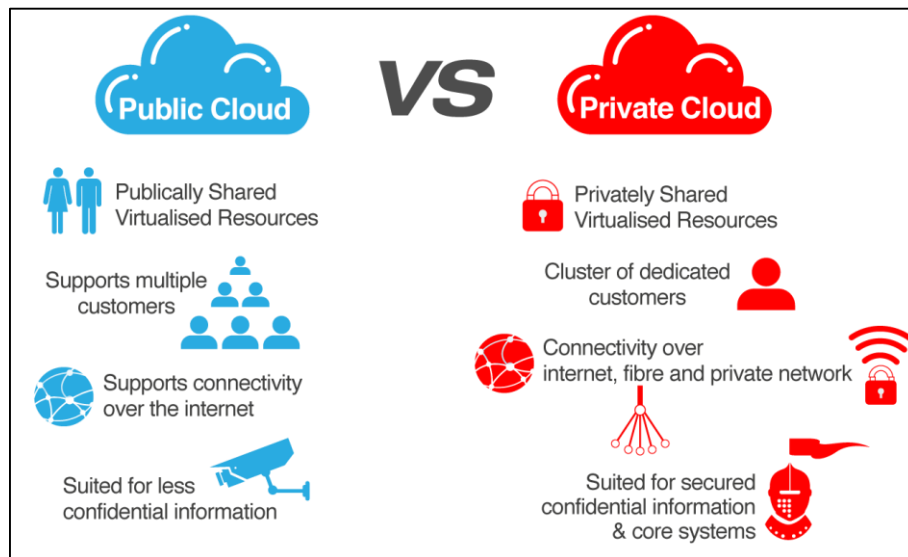 Public Cloud
VS
Private Cloud
Publically Shared
Virtualised Resources
Privately Shared
Virtualised Resources
Supports multiple
customers
Cluster of dedicated
customers
Supports connectivity
over the internet
Connectivity over
internet, fibre and private network
Suited for less
confidential information
Suited for secured
confidential information
& core systems